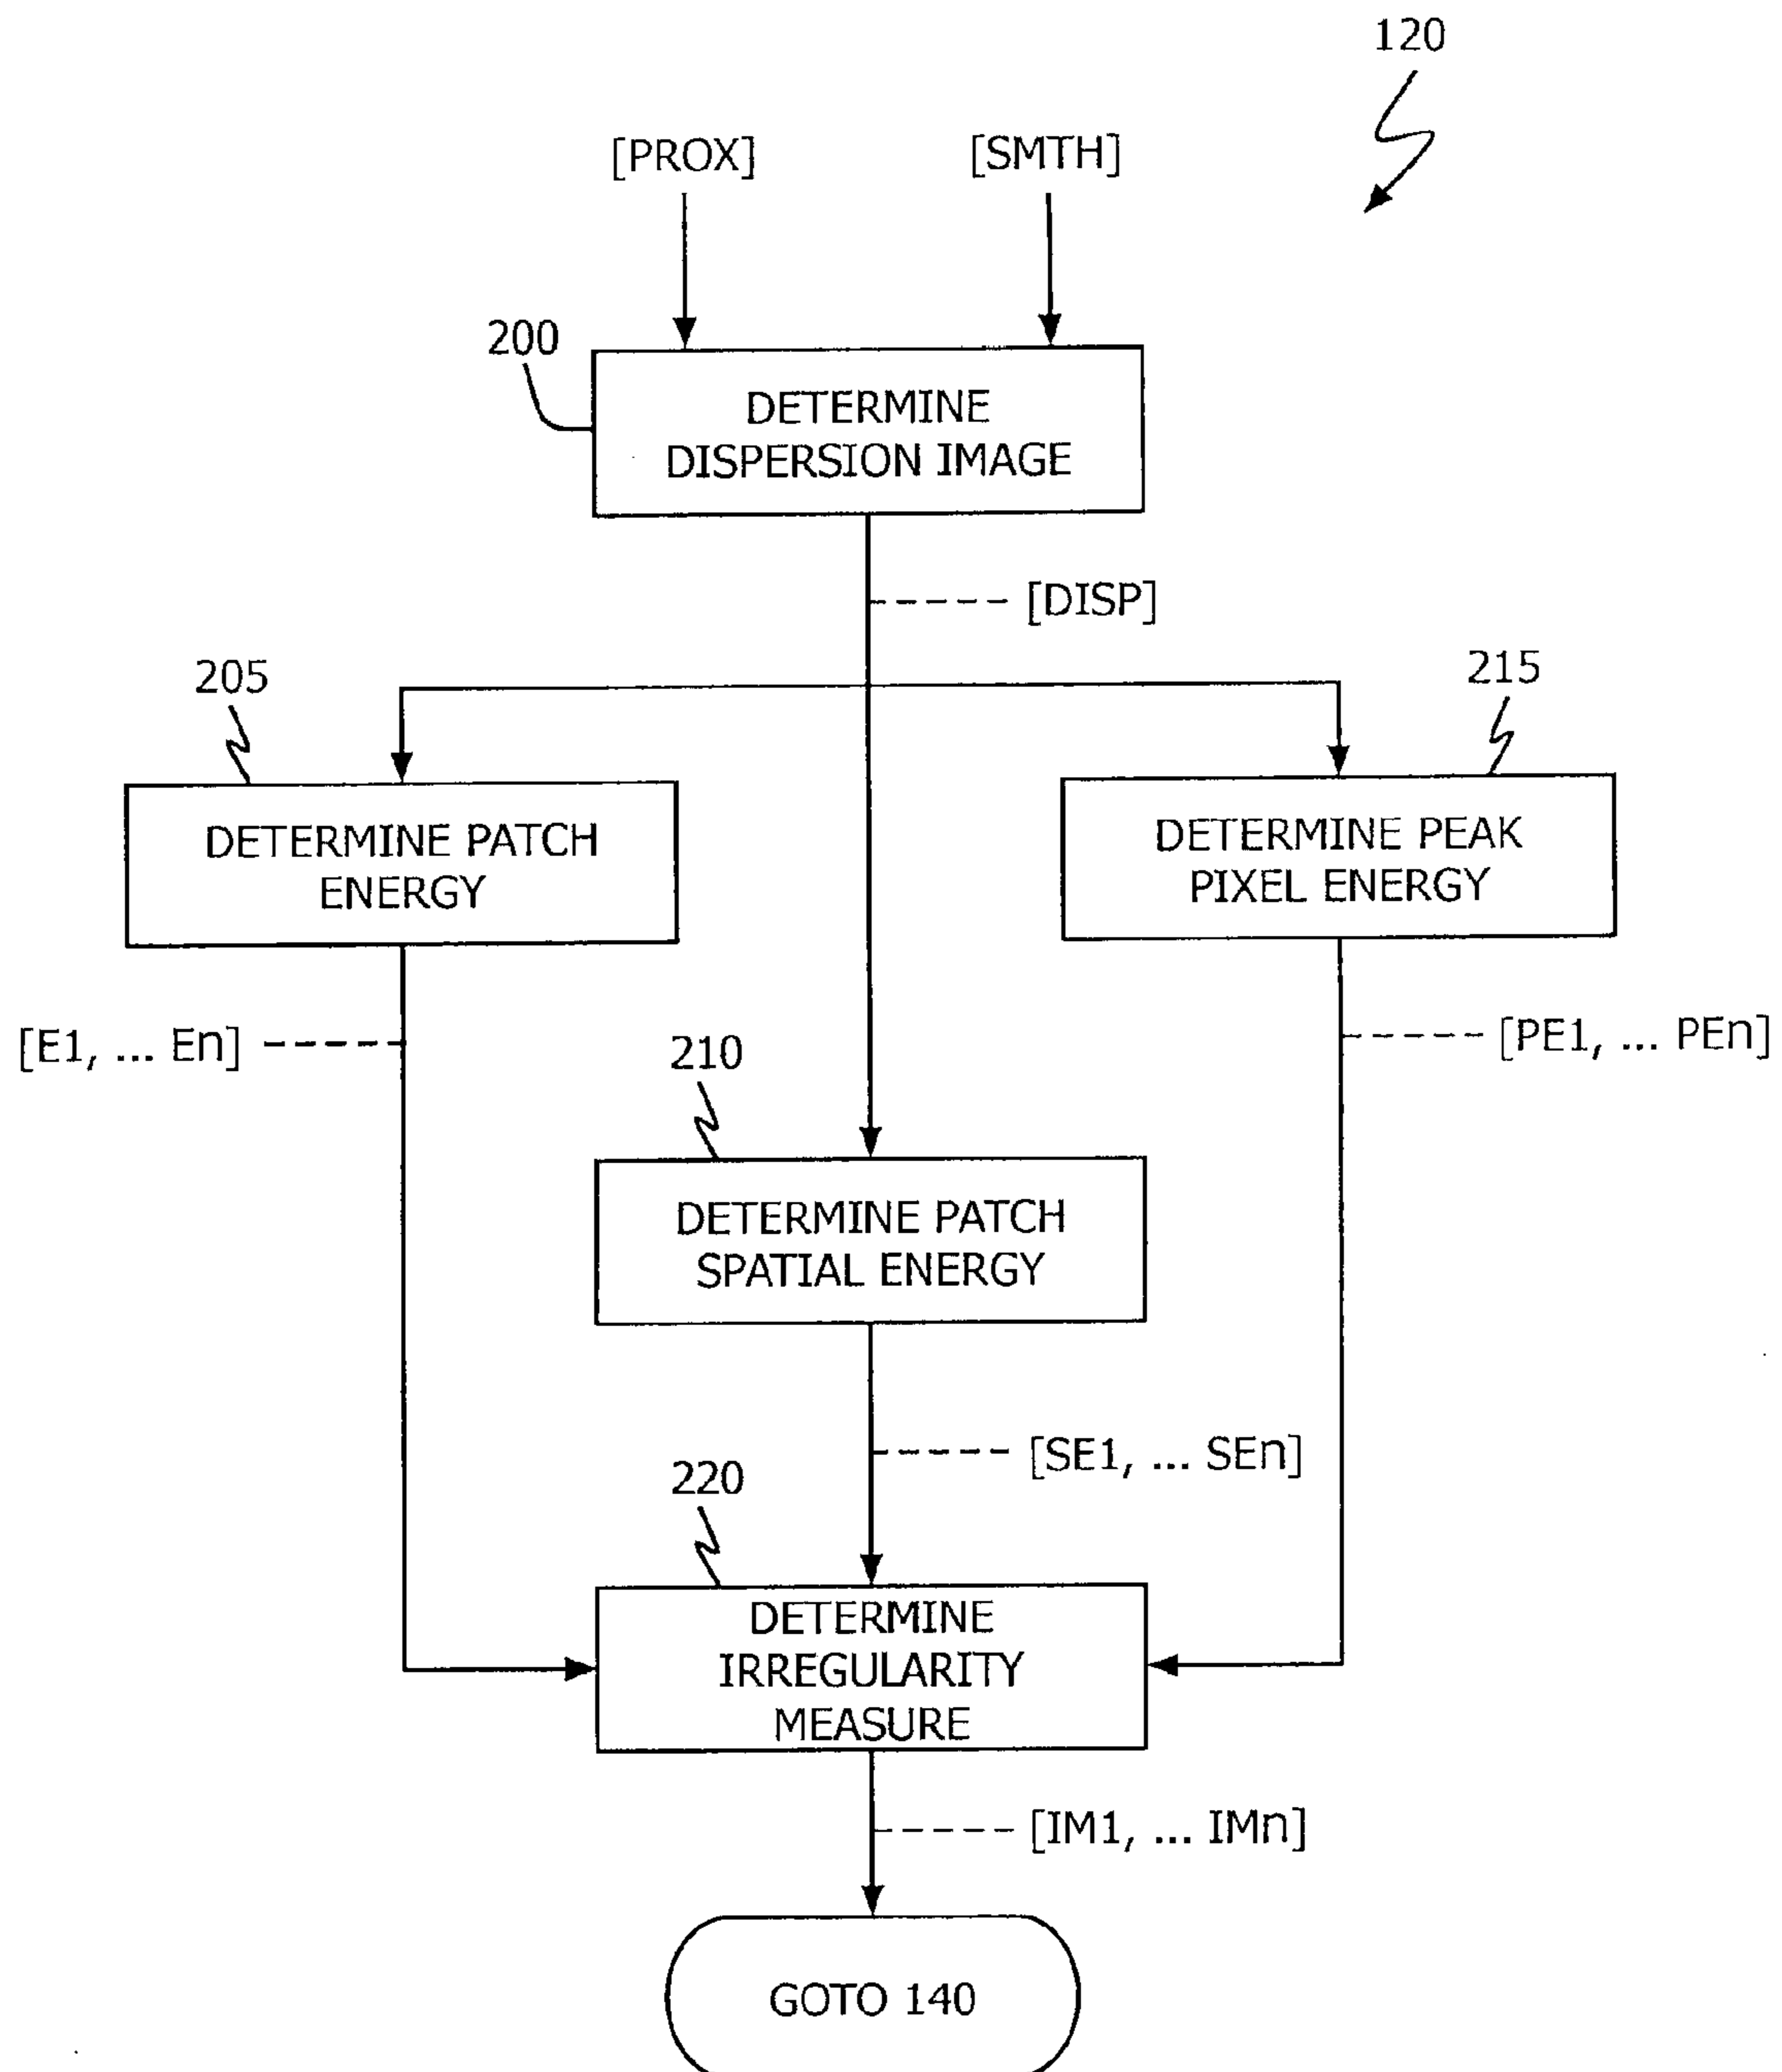 120
[PROX]
[SMTH]
200
DETERMINE
DISPERSION IMAGE
[DISP]
205
215
DETERMINE PATCH
ENERGY
DETERMINE PEAK
PIXEL ENERGY
[E1, ... En]
210
[PE1, ... PEn]
DETERMINE PATCH
SPATIAL ENERGY
[SE1, ... SEn]
220
DETERMINE
IRREGULARITY
MEASURE
[IM1, ... IMn]
GOTO 140